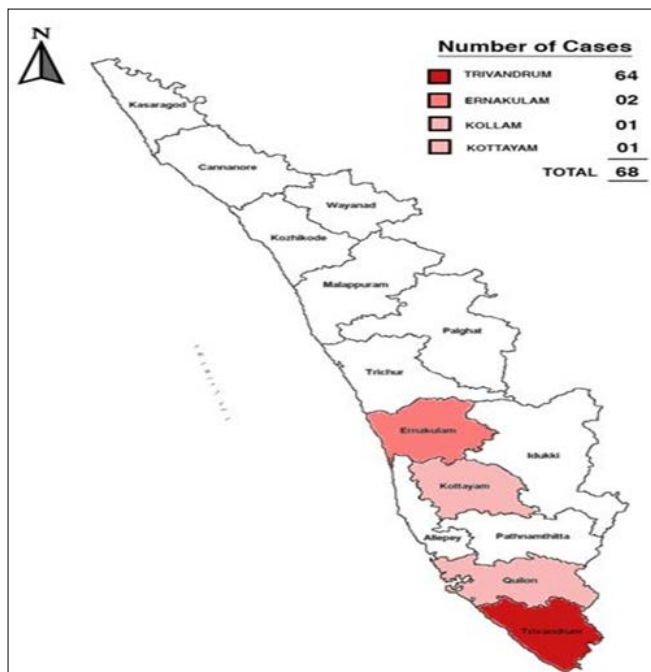 N
Number of Cases
TRIVANDRUM 64
ERNAKULAM 02
KOLLAM 01
KOTTAYAM 01
TOTAL 68
Kasaragod
Cannanore
Wayanad
Kozhikode
Malappuram
Palghat
Trichur
Ernakulam
Idukki
Kottayam
Allepey
Pathnamthitta
Quilon
Trivandrum